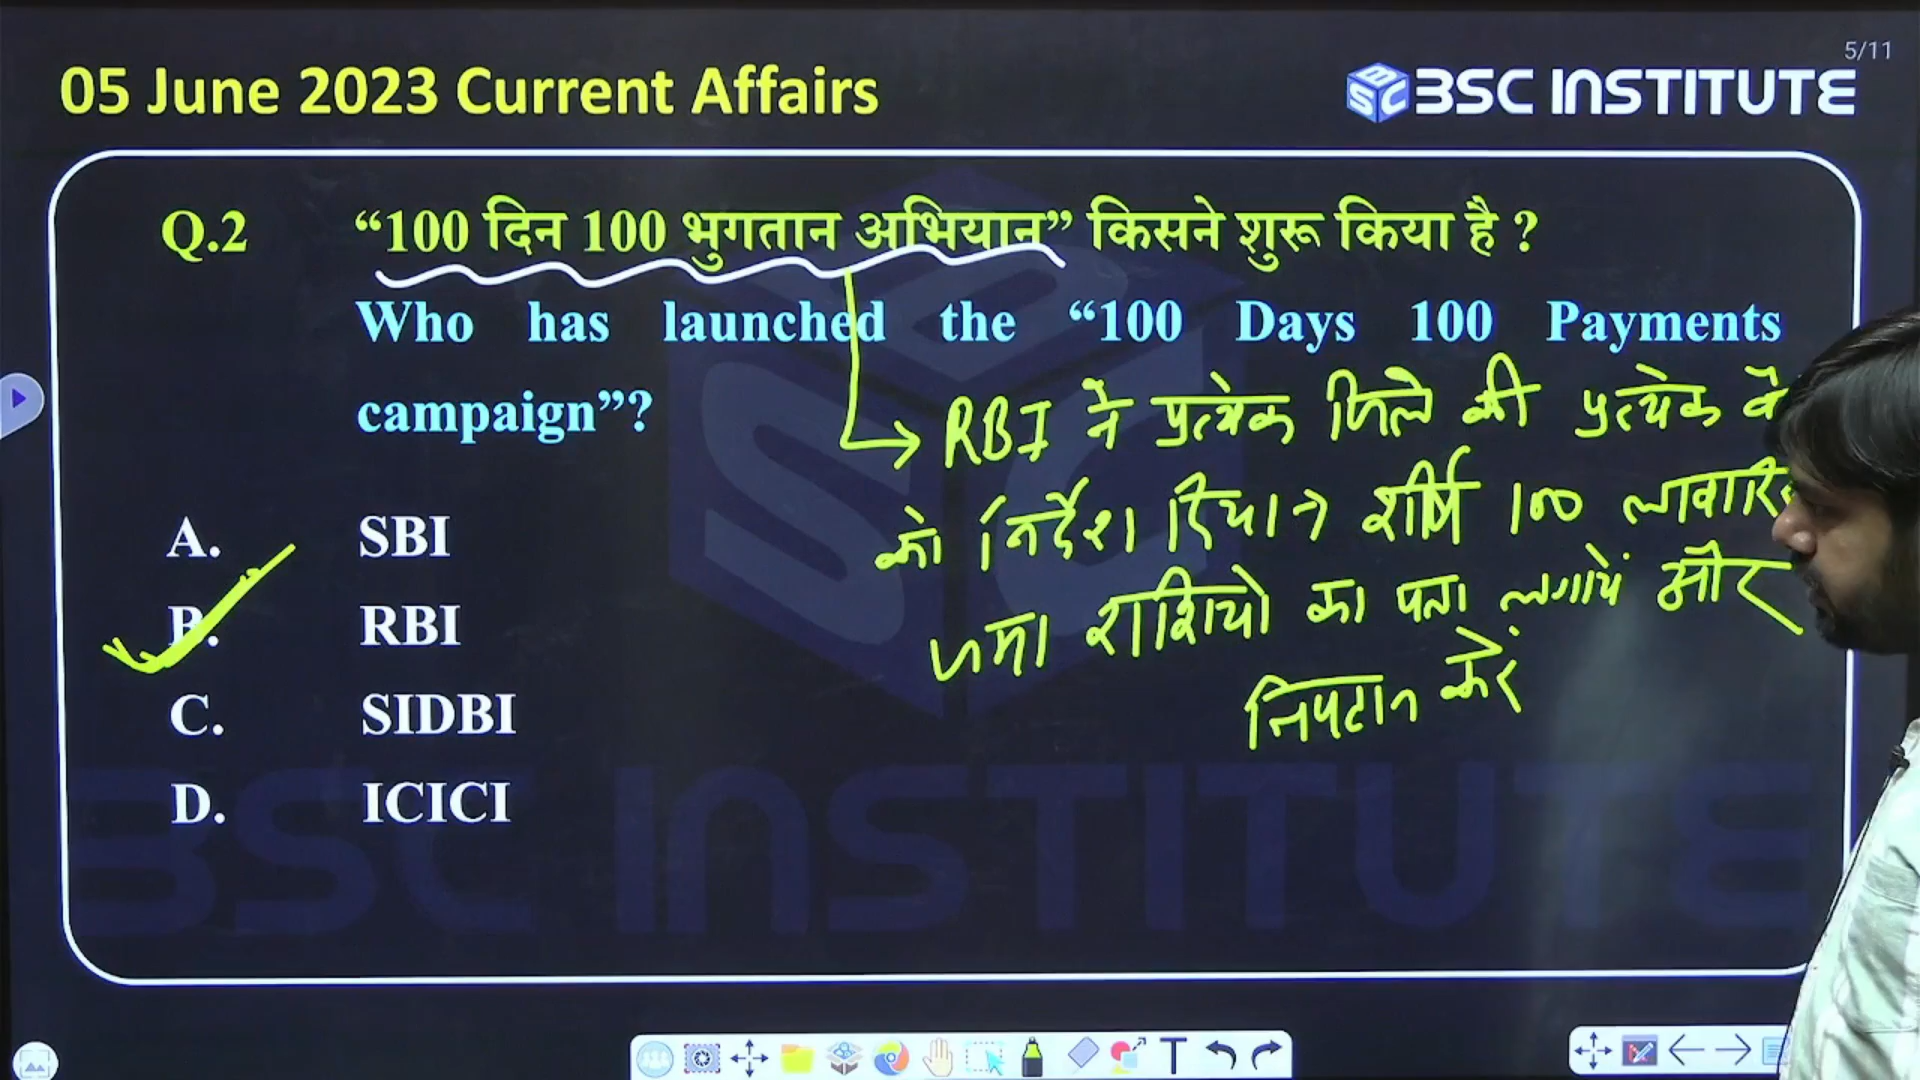 5/11
05 June 2023 Current Affairs
BSC INSTITUTE
Q.2 “100 दिन 100 भुगतान अभियान” किसने शुरू किया है ?
Who has launched the “100 Days 100 Payments
campaign”?
RBI ने प्रत्येक जिले की प्रत्येक
को निर्देश दिया → शीर्ष 100
जमा राशियों का पता लगायें और
निपटान करें
A. SBI
B. RBI
C. SIDBI
D. ICICI
BSC INSTITUTE